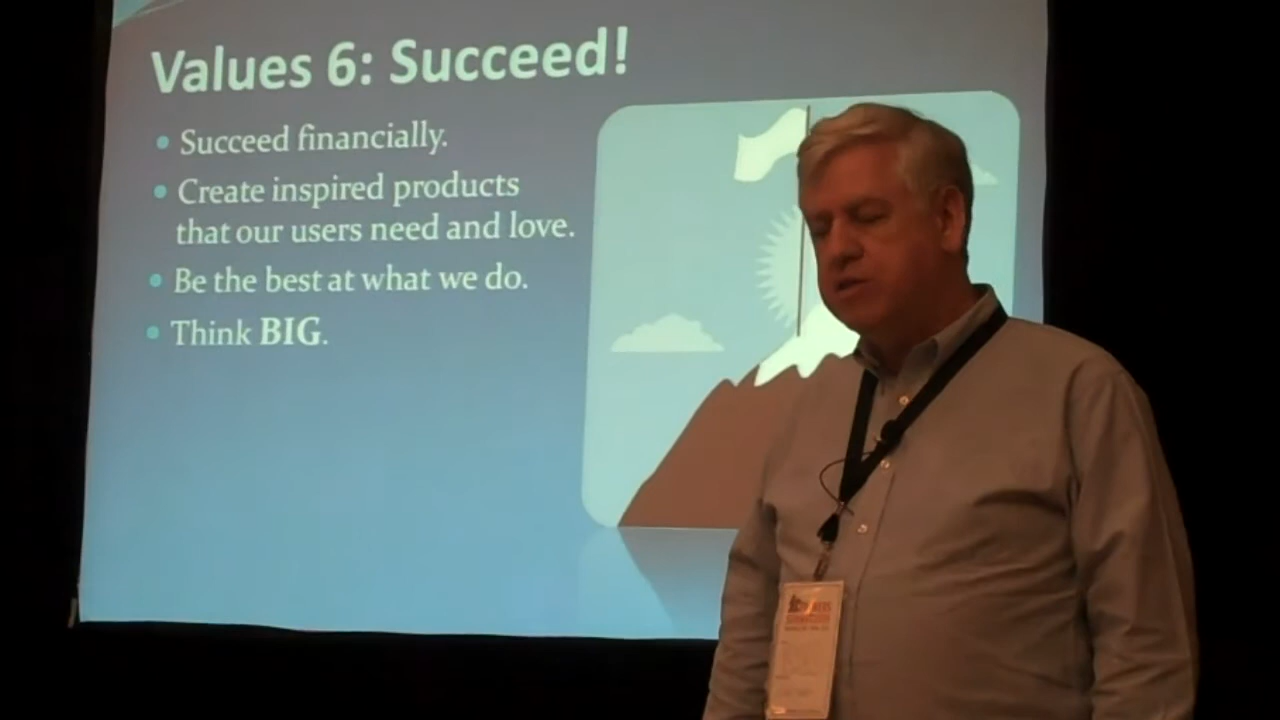 Values 6: Succeed!
Succeed financially.
Create inspired products
that our users need and love.
Be the best at what we do.
Think BIG.